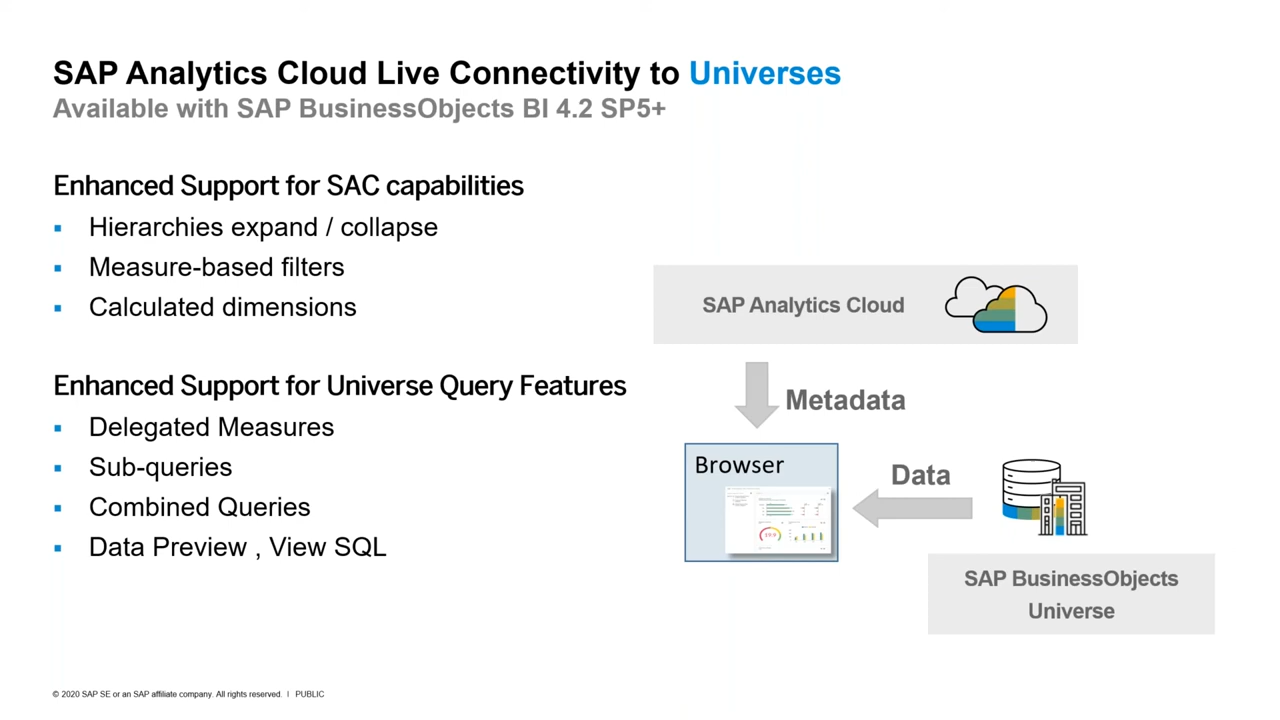 SAP Analytics Cloud Live Connectivity to Universes
Available with SAP BusinessObjects BI 4.2 SP5+
Enhanced Support for SAC capabilities
▪ Hierarchies expand / collapse
▪ Measure-based filters
▪ Calculated dimensions
Enhanced Support for Universe Query Features
▪ Delegated Measures
▪ Sub-queries
▪ Combined Queries
▪ Data Preview , View SQL
SAP Analytics Cloud
Metadata
Browser
Data
SAP BusinessObjects
Universe
© 2020 SAP SE or an SAP affiliate company. All rights reserved. | PUBLIC